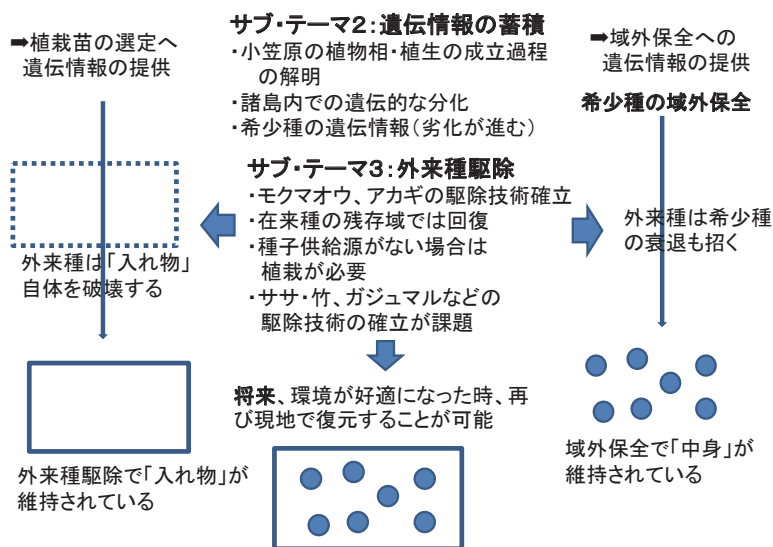 ➡植栽苗の選定へ
遺伝情報の提供
サブ・テーマ2：遺伝情報の蓄積
・小笠原の植物相・植生の成立過程
の解明
・諸島内での遺伝的な分化
・希少種の遺伝情報（劣化が進む）
➡域外保全への
遺伝情報の提供
希少種の域外保全
サブ・テーマ3：外来種駆除
・モクマオウ、アカギの駆除技術確立
・在来種の残存域では回復
・種子供給源がない場合は
植栽が必要
・ササ・竹、ガジュマルなどの
駆除技術の確立が課題
外来種は「入れ物」
自体を破壊する
外来種は希少種
の衰退も招く
将来、環境が好適になった時、再
び現地で復元することが可能
外来種駆除で「入れ物」が
維持されている
域外保全で「中身」が
維持されている